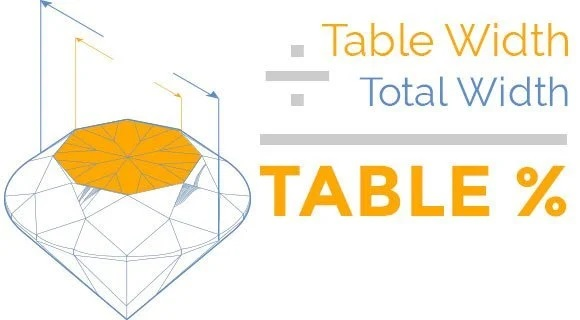 Table Width
÷ Total Width
TABLE %